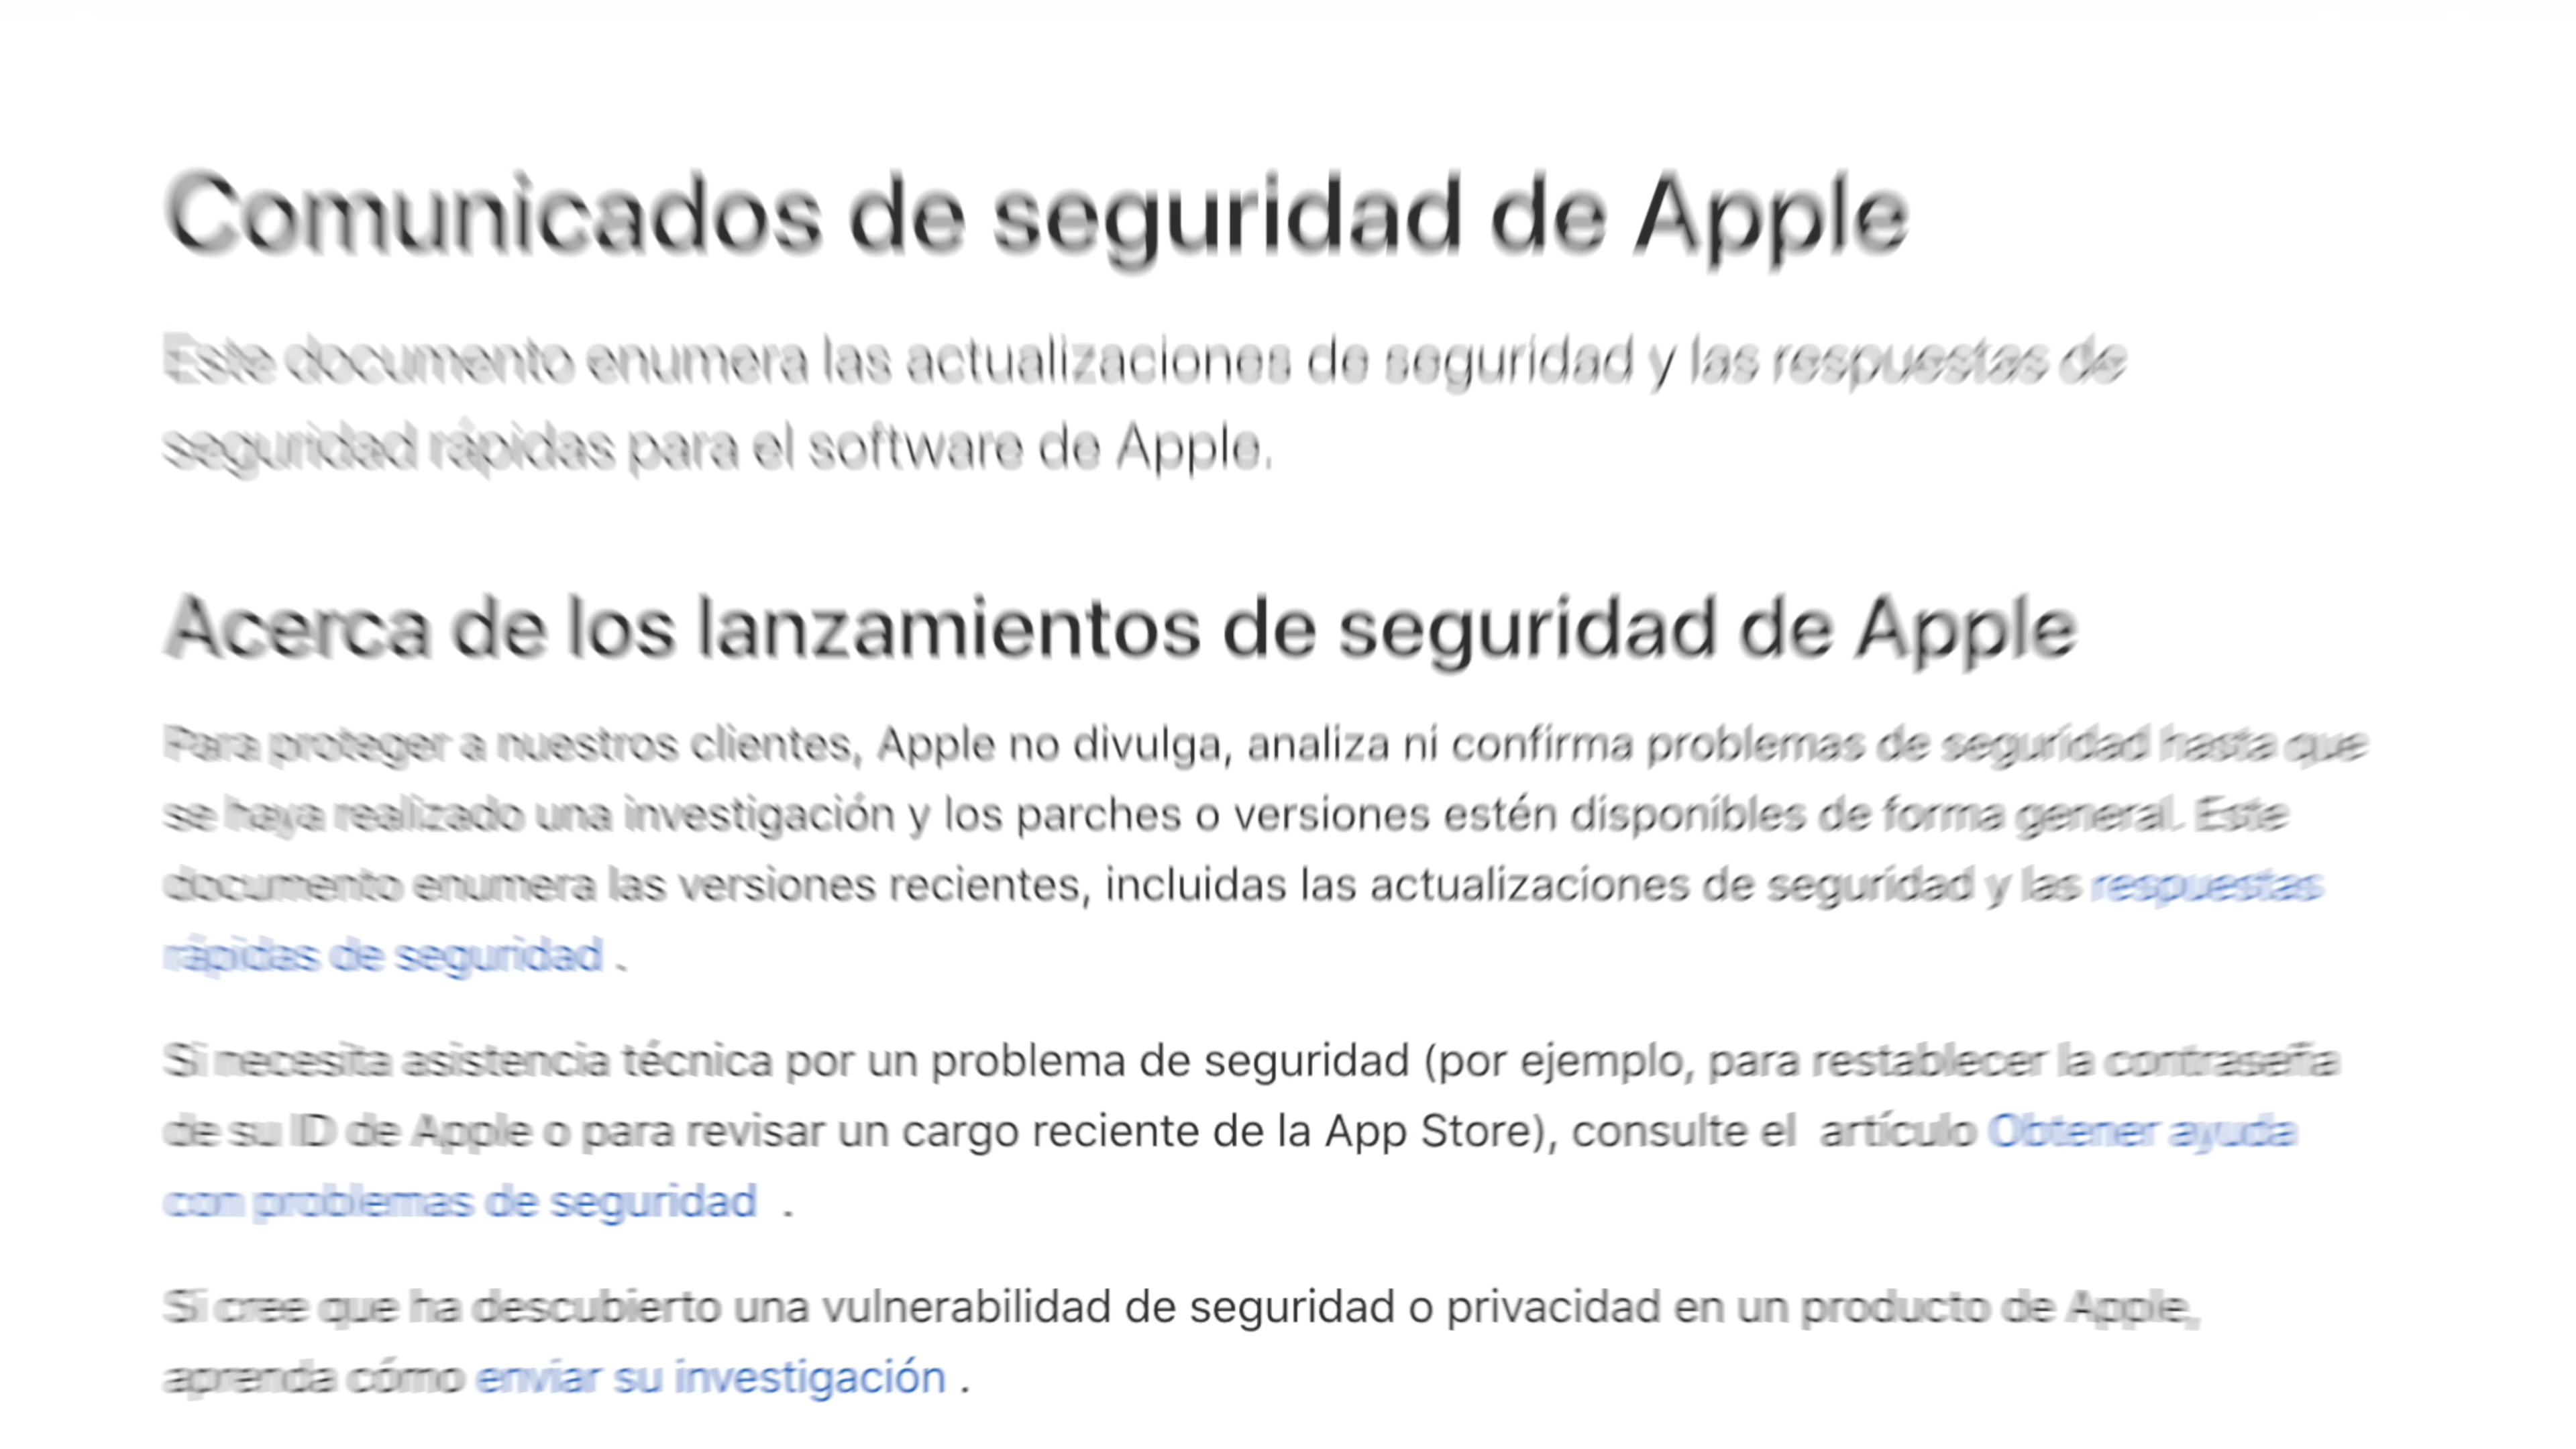 Comunicados de seguridad de Apple
Este documento enumera las actualizaciones de seguridad y las respuestas de
seguridad rápidas para el software de Apple.
Acerca de los lanzamientos de seguridad de Apple
Para proteger a nuestros clientes, Apple no divulga, analiza ni confirma problemas de seguridad hasta que
se haya realizado una investigación y los parches o versiones estén disponibles de forma general. Este
documento enumera las versiones recientes, incluidas las actualizaciones de seguridad y las respuestas
rápidas de seguridad .
Si necesita asistencia técnica por un problema de seguridad (por ejemplo, para restablecer la contraseña
de su ID de Apple o para revisar un cargo reciente de la App Store), consulte el artículo Obtener ayuda
con problemas de seguridad .
Si cree que ha descubierto una vulnerabilidad de seguridad o privacidad en un producto de Apple,
aprenda cómo enviar su investigación .